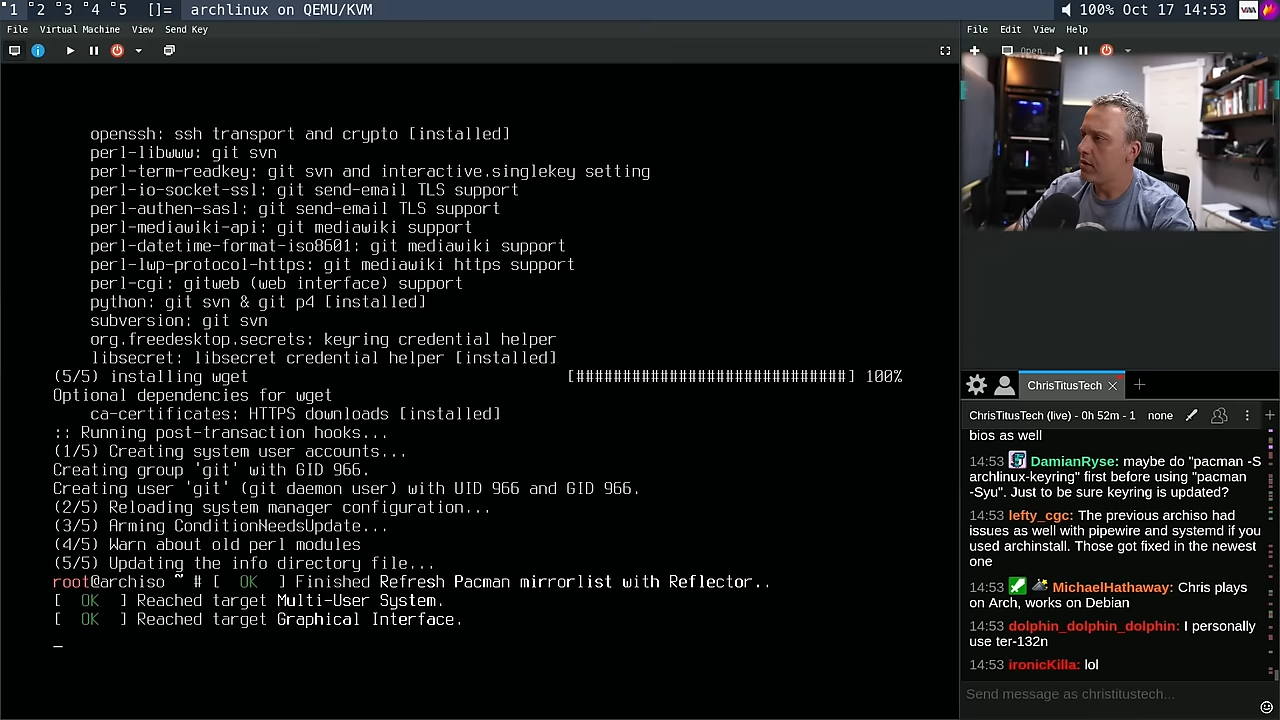 1 2 3 4 5 []= archlinux on QEMU/KVM
100% Oct 17 14:53
File Virtual Machine View Send Key
openssh: ssh transport and crypto [installed]
perl-libwww: git svn
perl-term-readkey: git svn and interactive.singlekey setting
perl-io-socket-ssl: git send-email TLS support
perl-authen-sasl: git send-email TLS support
perl-mediawiki-api: git mediawiki support
perl-datetime-format-iso8601: git mediawiki support
perl-lwp-protocol-https: git mediawiki https support
perl-cgi: gitweb (web interface) support
python: git svn & git p4 [installed]
subversion: git svn
org.freedesktop.secrets: keyring credential helper
libsecret: libsecret credential helper [installed]
(5/5) installing wget [#############################] 100%
Optional dependencies for wget
ca-certificates: HTTPS downloads [installed]
:: Running post-transaction hooks...
(1/5) Creating system user accounts...
Creating group 'git' with GID 966.
Creating user 'git' (git daemon user) with UID 966 and GID 966.
(2/5) Reloading system manager configuration...
(3/5) Arming ConditionNeedsUpdate...
(4/5) Warn about old perl modules
(5/5) Updating the info directory file...
root@archiso ~ # [ OK ] Finished Refresh Pacman mirrorlist with Reflector..
[ OK ] Reached target Multi-User System.
[ OK ] Reached target Graphical Interface.
_
File Edit View Help
Open
ChrisTitusTech
ChrisTitusTech (live) - 0h 52m - 1 none
bios as well
14:53 DamianRyse: maybe do "pacman -S
archlinux-keyring" first before using "pacman
-Syu". Just to be sure keyring is updated?
14:53 lefty_cgc: The previous archiso had
issues as well with pipewire and systemd if you
used archinstall. Those got fixed in the newest
one
14:53 MichaelHathaway: Chris plays
on Arch, works on Debian
14:53 dolphin_dolphin_dolphin: I personally
use ter-132n
14:53 ironicKilla: lol
Send message as christitustech...